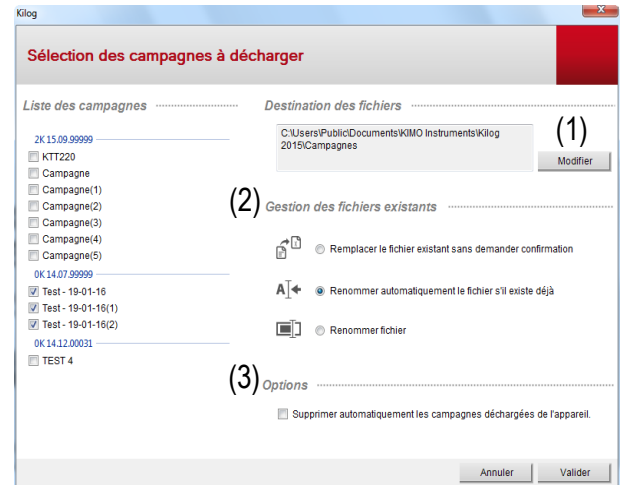 Kilog
Sélection des campagnes à décharger
Liste des campagnes
2K 15.09.99999
KTT220
Campagne
Campagne(1)
Campagne(2)
Campagne(3)
Campagne(4)
Campagne(5)
0K 14.07.99999
Test - 19-01-16
Test - 19-01-16(1)
Test - 19-01-16(2)
0K 14.12.00031
TEST 4
Destination des fichiers
C:\Users\Public\Documents\KIMO Instruments\Kilog
2015\Campagnes
(1)
Modifier
(2)
Gestion des fichiers existants
Remplacer le fichier existant sans demander confirmation
A
Renommer automatiquement le fichier s'il existe déjà
Renommer fichier
(3)
Options
Supprimer automatiquement les campagnes déchargées de l'appareil.
Annuler
Valider